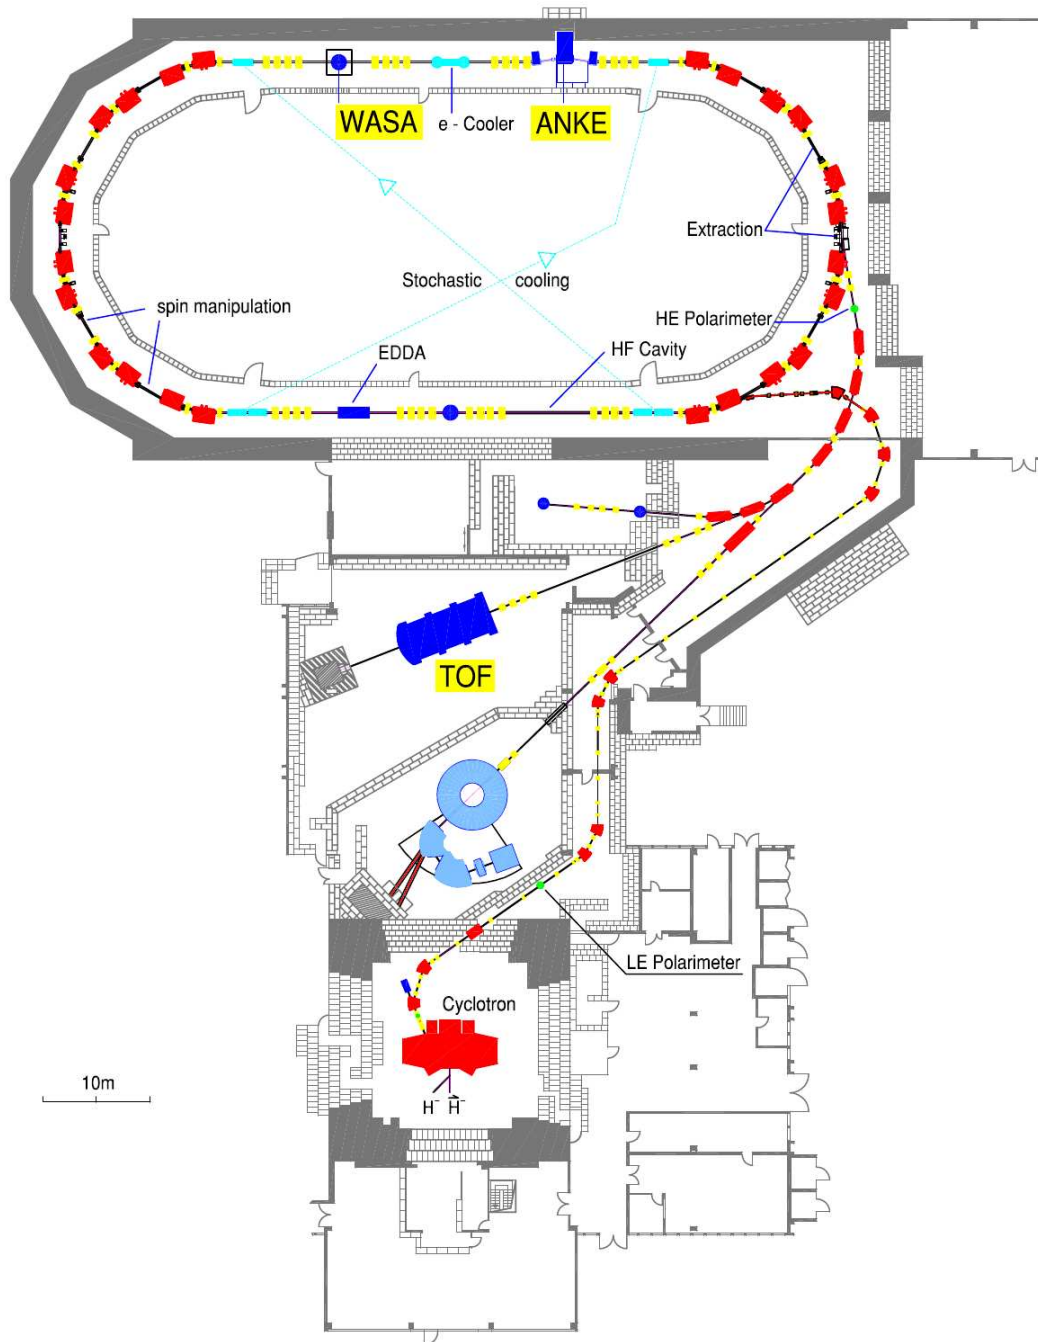 WASA
e - Cooler
ANKE
Extraction
Stochastic cooling
spin manipulation
HE Polarimeter
EDDA
HF Cavity
TOF
LE Polarimeter
Cyclotron
10m
H⁻ H⃗⁻